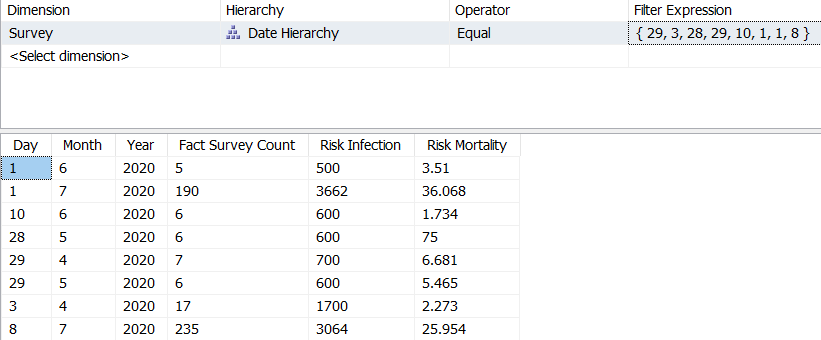 Dimension Hierarchy Operator Filter Expression
Survey Date Hierarchy Equal { 29, 3, 28, 29, 10, 1, 1, 8 }
<Select dimension>
Day Month Year Fact Survey Count Risk Infection Risk Mortality
1 6 2020 5 500 3.51
1 7 2020 190 3662 36.068
10 6 2020 6 600 1.734
28 5 2020 6 600 75
29 4 2020 7 700 6.681
29 5 2020 6 600 5.465
3 4 2020 17 1700 2.273
8 7 2020 235 3064 25.954